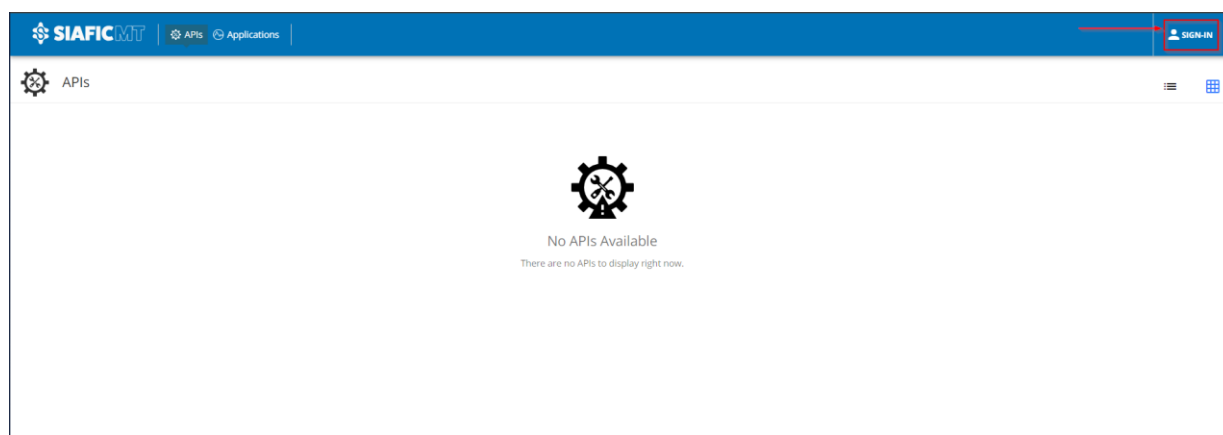 SIAFICMT APIs Applications SIGN-IN
APIs
No APIs Available
There are no APIs to display right now.